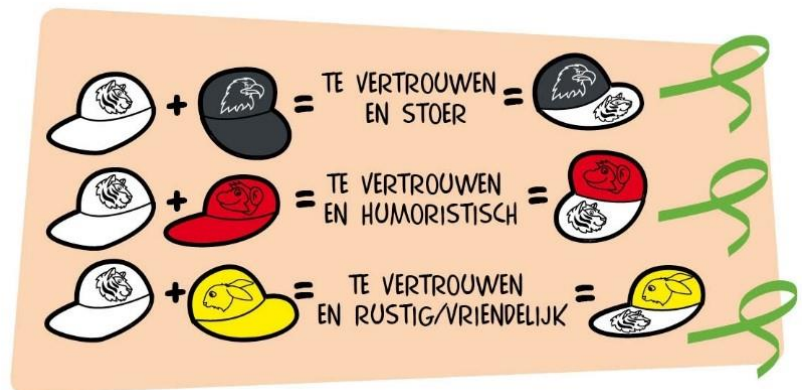 + = TE VERTROUWEN =
EN STOER
+ = TE VERTROUWEN =
EN HUMORISTISCH
+ = TE VERTROUWEN =
EN RUSTIG/VRIENDELIJK